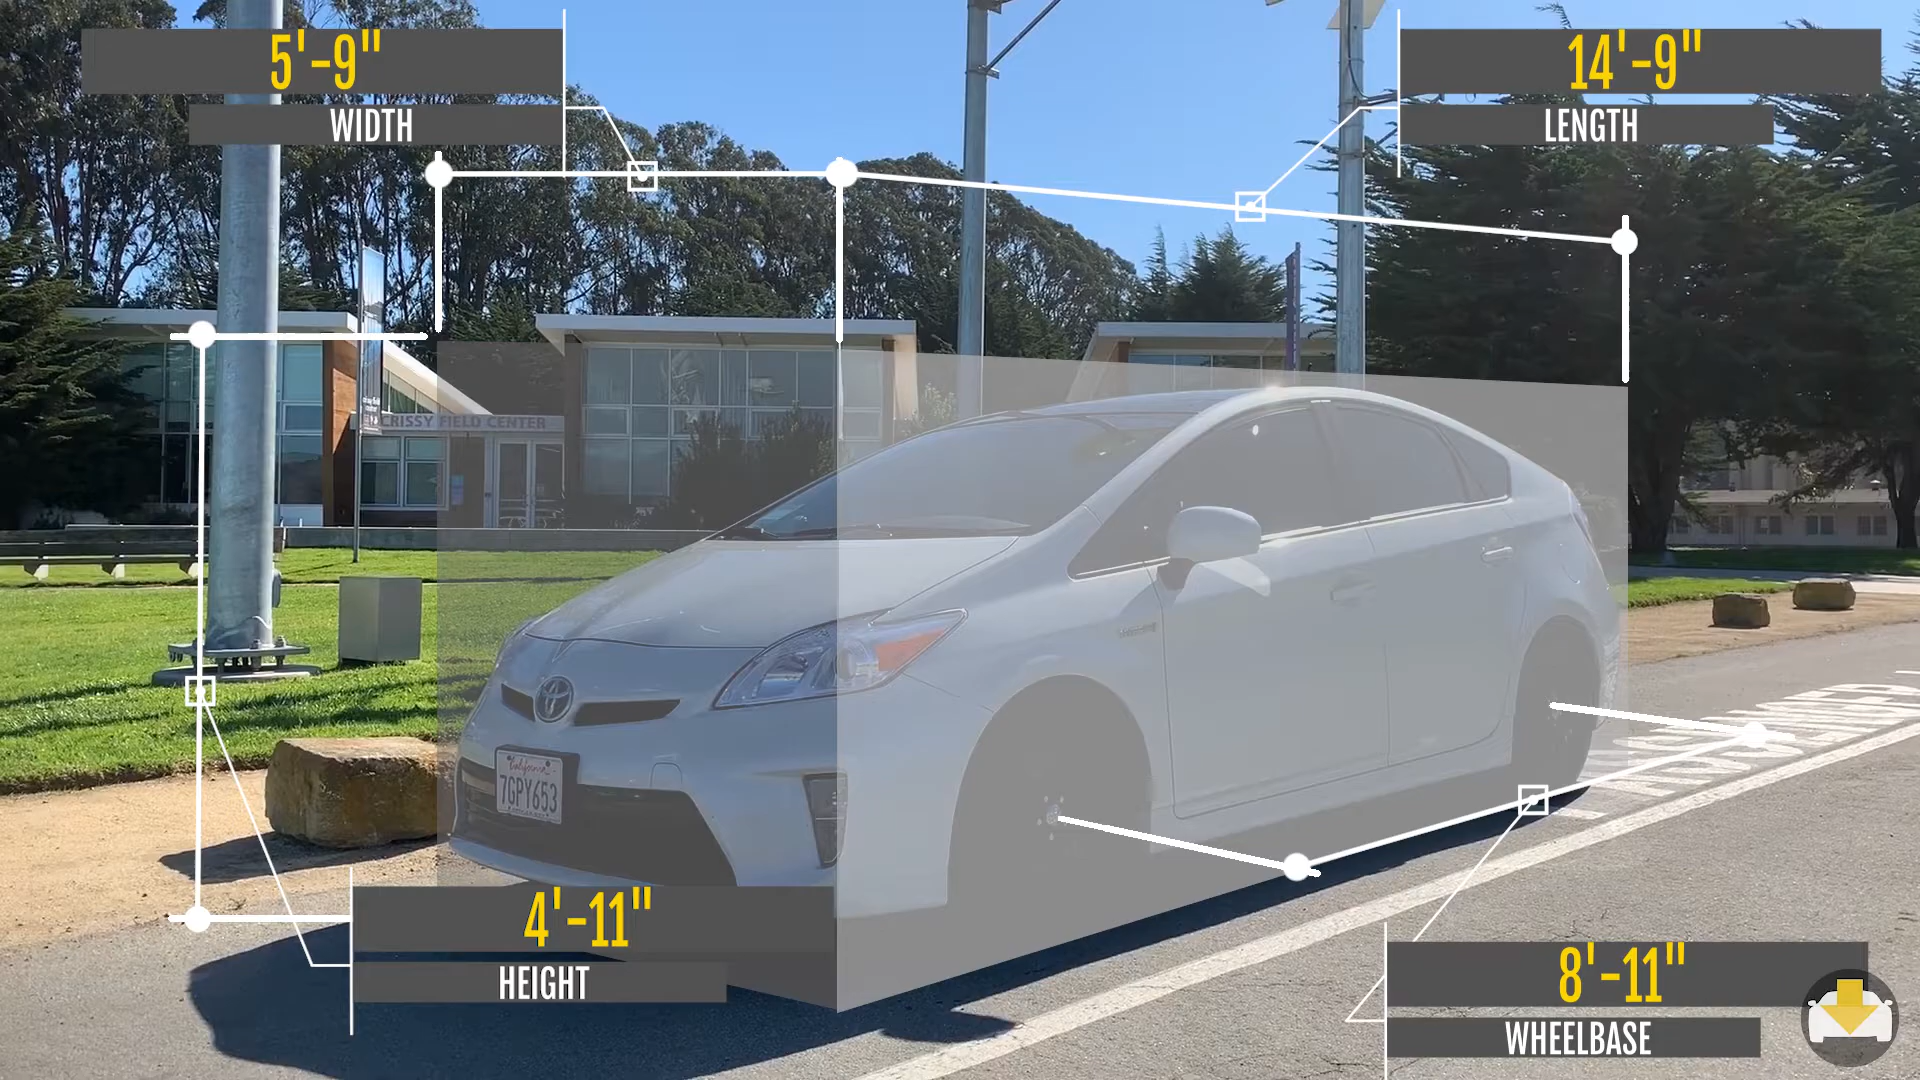 5'-9"
WIDTH
14'-9"
LENGTH
CRISSY FIELD CENTER
California
7GPY653
4'-11"
HEIGHT
8'-11"
WHEELBASE